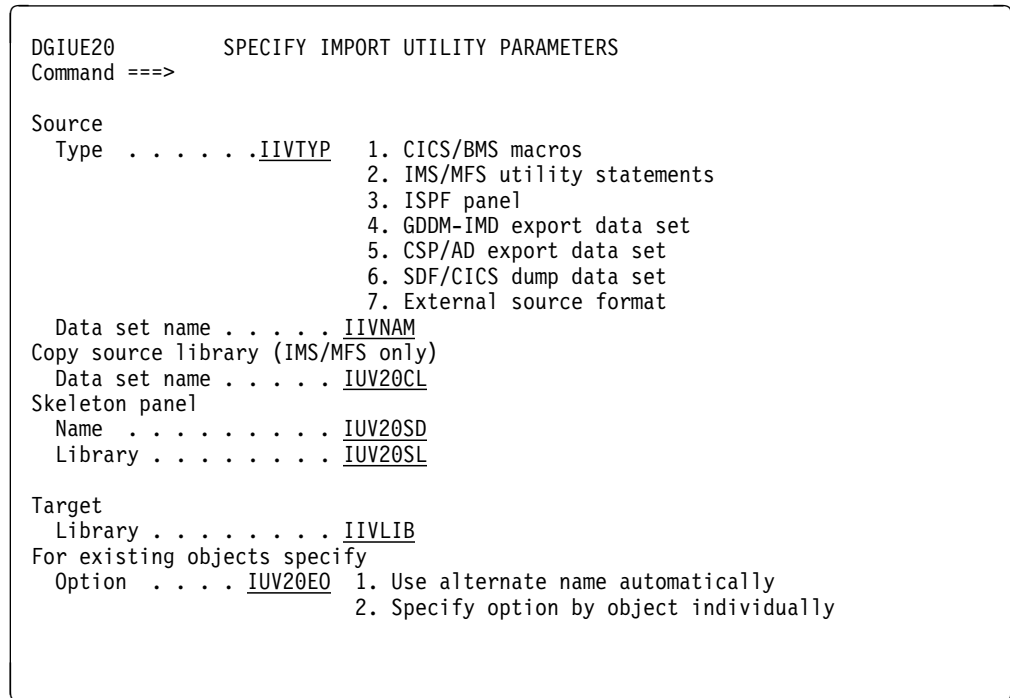 DGIUE20 SPECIFY IMPORT UTILITY PARAMETERS
Command ===>
Source
Type . . . . . .IIVTYP 1. CICS/BMS macros
2. IMS/MFS utility statements
3. ISPF panel
4. GDDM-IMD export data set
5. CSP/AD export data set
6. SDF/CICS dump data set
7. External source format
Data set name . . . . . IIVNAM
Copy source library (IMS/MFS only)
Data set name . . . . . IUV20CL
Skeleton panel
Name . . . . . . . . . IUV20SD
Library . . . . . . . . IUV20SL
Target
Library . . . . . . . . IIVLIB
For existing objects specify
Option . . . . IUV20EO 1. Use alternate name automatically
2. Specify option by object individually